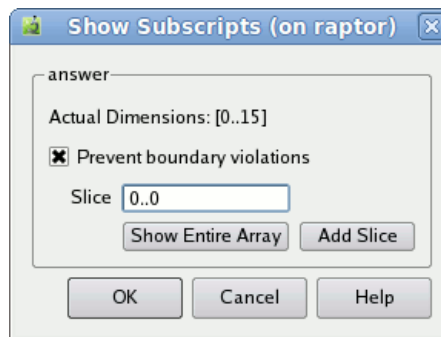 Show Subscripts (on raptor)
answer
Actual Dimensions: [0..15]
Prevent boundary violations
Slice 0..0
Show Entire Array Add Slice
OK Cancel Help